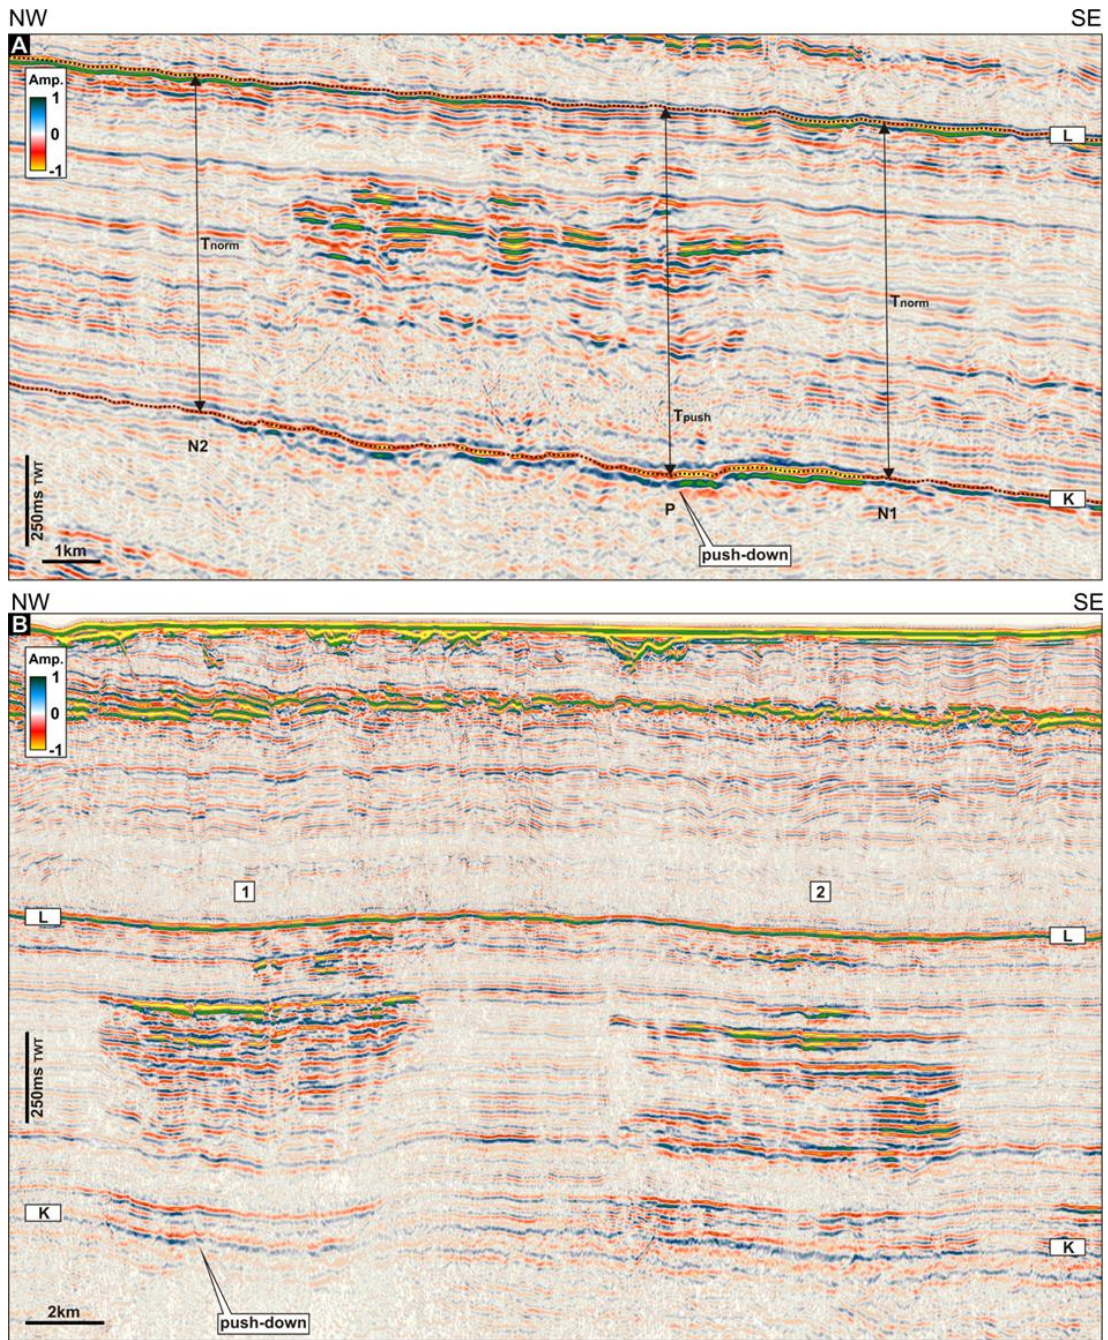 NW SE
A
Amp.
1
0
-1
L
Tnorm
Tnorm
Tpush
N2
P
N1
K
250ms TWT
1km
push-down
NW SE
B
Amp.
1
0
-1
1 2
L
L
250ms TWT
K
K
2km
push-down